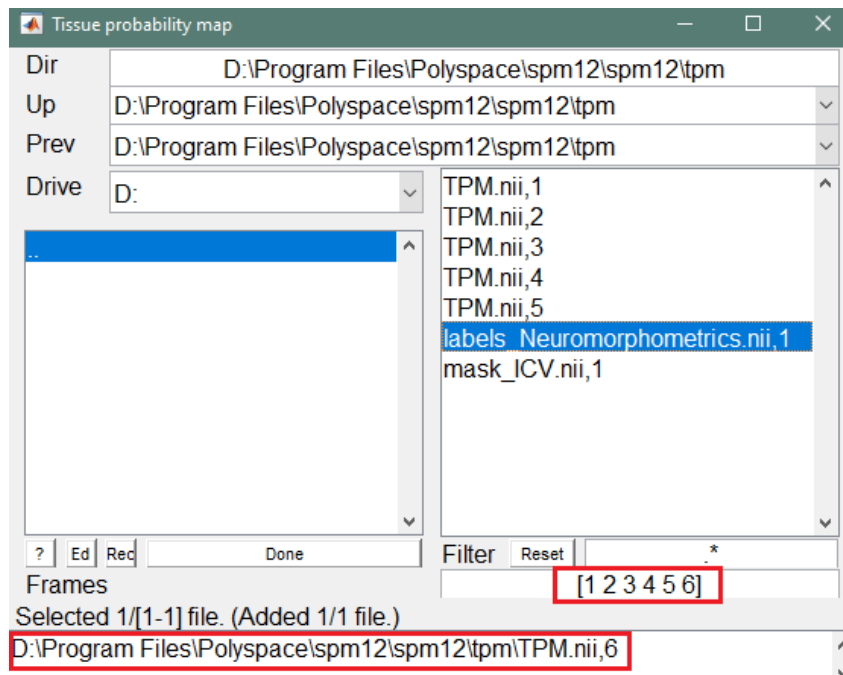 Tissue probability map
Dir D:\Program Files\Polyspace\spm12\spm12\tpm
Up D:\Program Files\Polyspace\spm12\spm12\tpm
Prev D:\Program Files\Polyspace\spm12\spm12\tpm
Drive D:
..
TPM.nii,1
TPM.nii,2
TPM.nii,3
TPM.nii,4
TPM.nii,5
labels_Neuromorphometrics.nii,1
mask_ICV.nii,1
? Ed Rec Done Filter Reset .*
Frames [1 2 3 4 5 6]
Selected 1/[1-1] file. (Added 1/1 file.)
D:\Program Files\Polyspace\spm12\spm12\tpm\TPM.nii,6